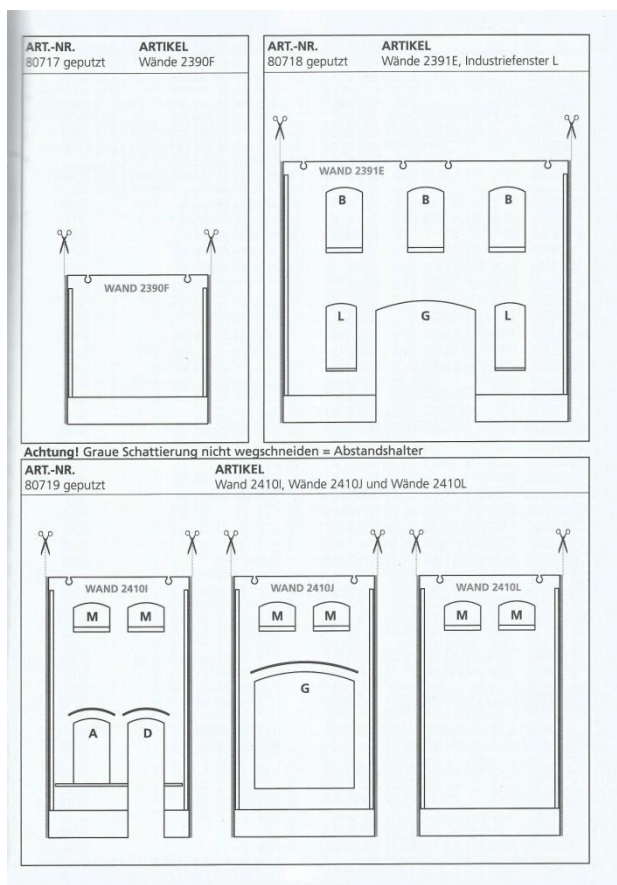 ART.-NR. ARTIKEL
80717 geputzt Wände 2390F
WAND 2390F
ART.-NR. ARTIKEL
80718 geputzt Wände 2391E, Industriefenster L
WAND 2391E
B B B
L G L
Achtung! Graue Schattierung nicht wegschneiden = Abstandshalter
ART.-NR. ARTIKEL
80719 geputzt Wand 2410I, Wände 2410J und Wände 2410L
WAND 2410I
M M
A D
WAND 2410J
M M
G
WAND 2410L
M M